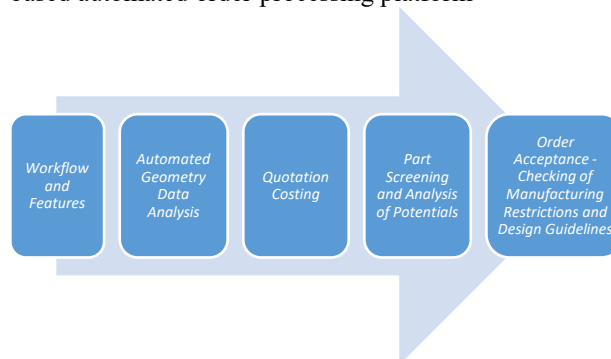 based automated order processing platform
Workflow
and
Features
Automated
Geometry
Data
Analysis
Quotation
Costing
Part
Screening
and Analysis
of Potentials
Order
Acceptance -
Checking of
Manufacturing
Restrictions and
Design Guidelines